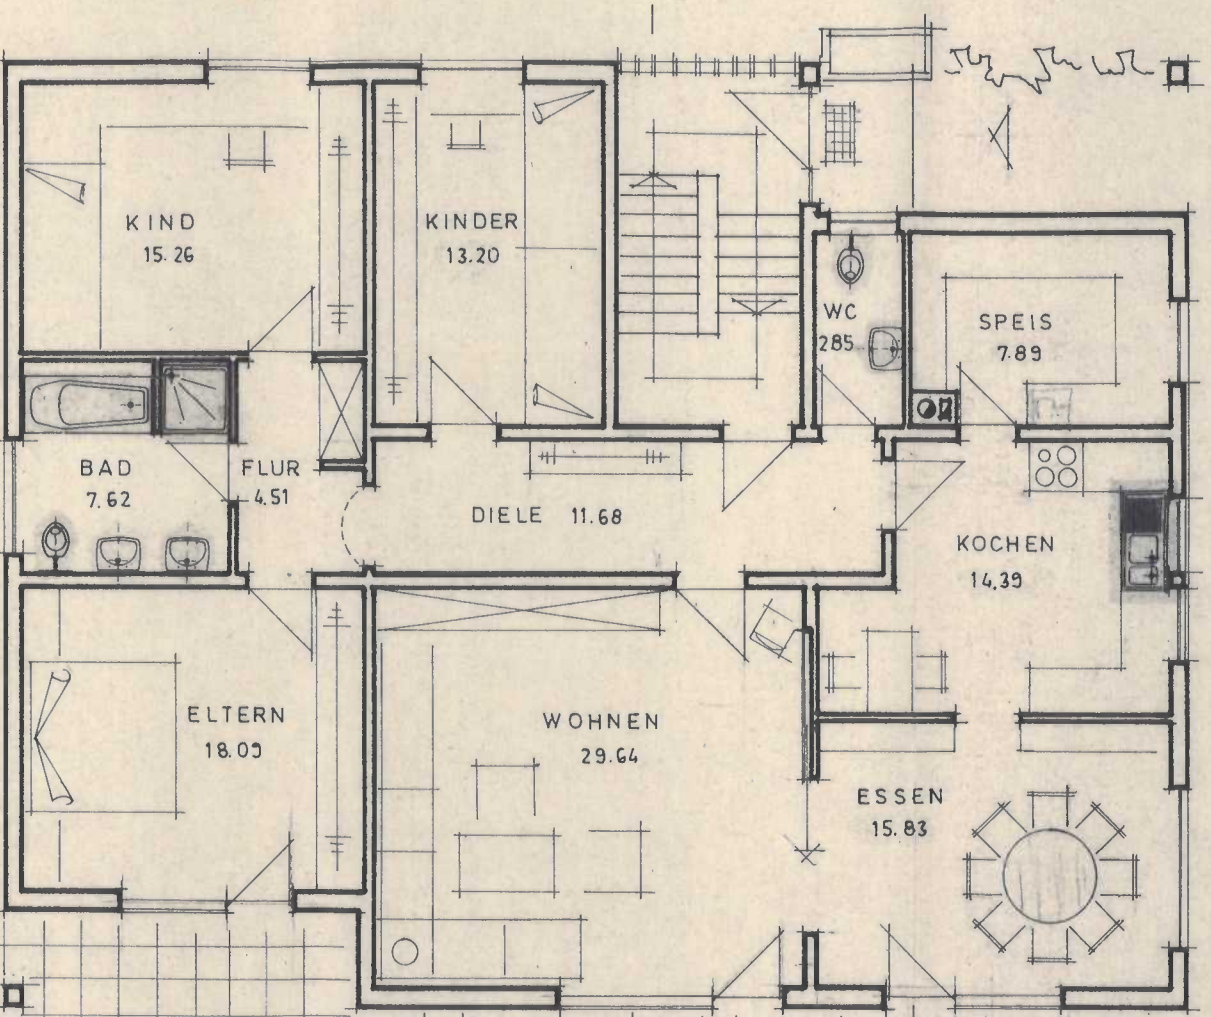 KIND
15.26
KINDER
13.20
WC
2.85
SPEIS
7.89
BAD
7.62
FLUR
4.51
DIELE 11.68
KOCHEN
14.39
ELTERN
18.09
WOHNEN
29.64
ESSEN
15.83